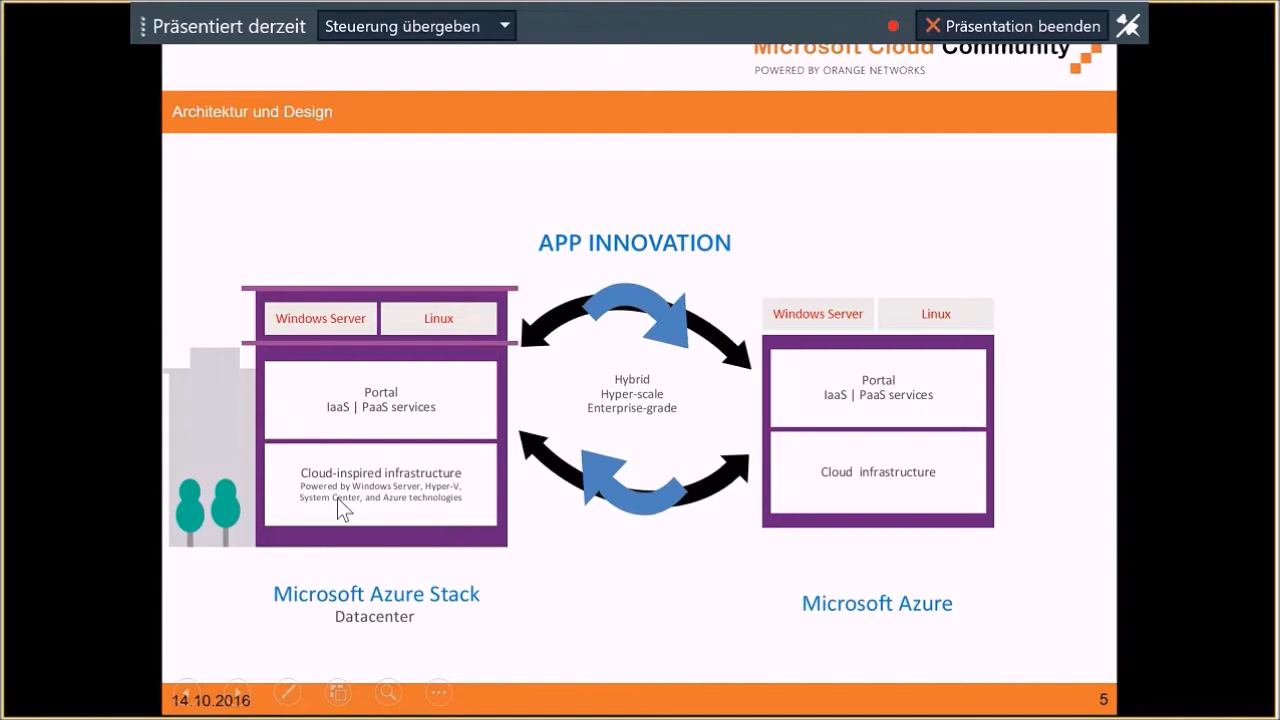 Präsentiert derzeit
Steuerung übergeben
Präsentation beenden
Microsoft Cloud Community
POWERED BY ORANGE NETWORKS
Architektur und Design
APP INNOVATION
Windows Server
Linux
Portal
IaaS | PaaS services
Cloud-inspired infrastructure
Powered by Windows Server, Hyper-V,
System Center, and Azure technologies
Microsoft Azure Stack
Datacenter
Hybrid
Hyper-scale
Enterprise-grade
Windows Server
Linux
Portal
IaaS | PaaS services
Cloud infrastructure
Microsoft Azure
14.10.2016
5